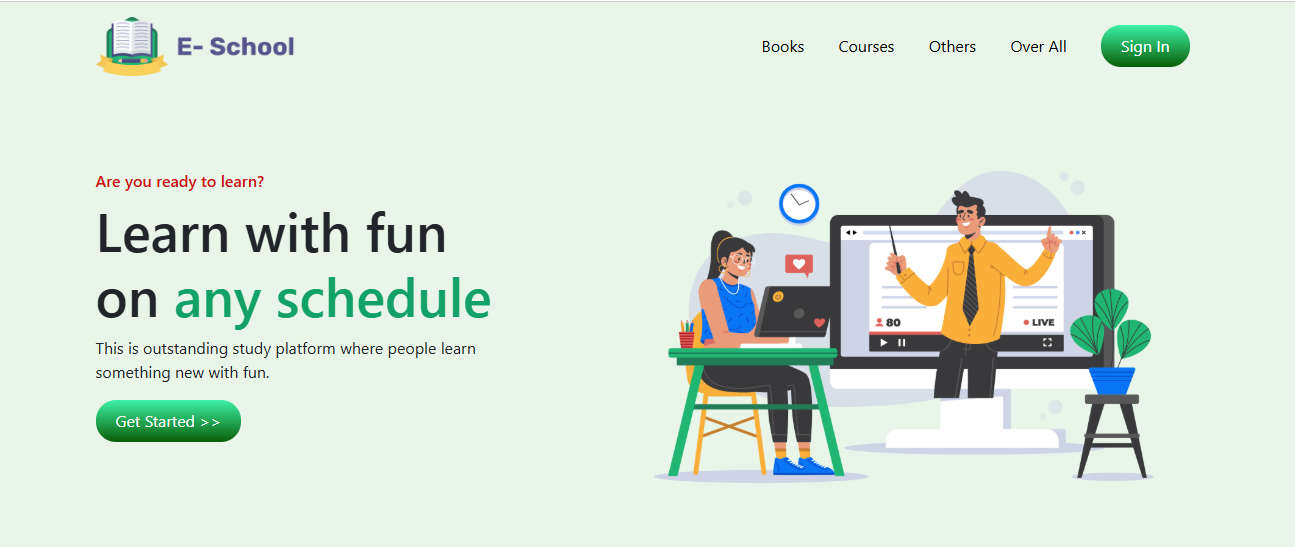 E- School
Books
Courses
Others
Over All
Sign In
Are you ready to learn?
Learn with fun
on any schedule
This is outstanding study platform where people learn
something new with fun.
Get Started >>
80
LIVE